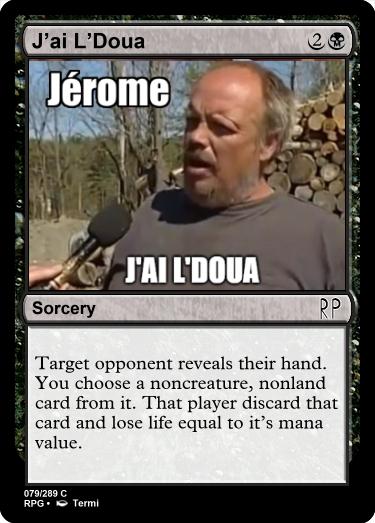 J'ai L'Doua 2
Jérome
J'AI L'DOUA
Sorcery RP
Target opponent reveals their hand.
You choose a noncreature, nonland
card from it. That player discard that
card and lose life equal to it's mana
value.
079/289 C
RPG • Termi